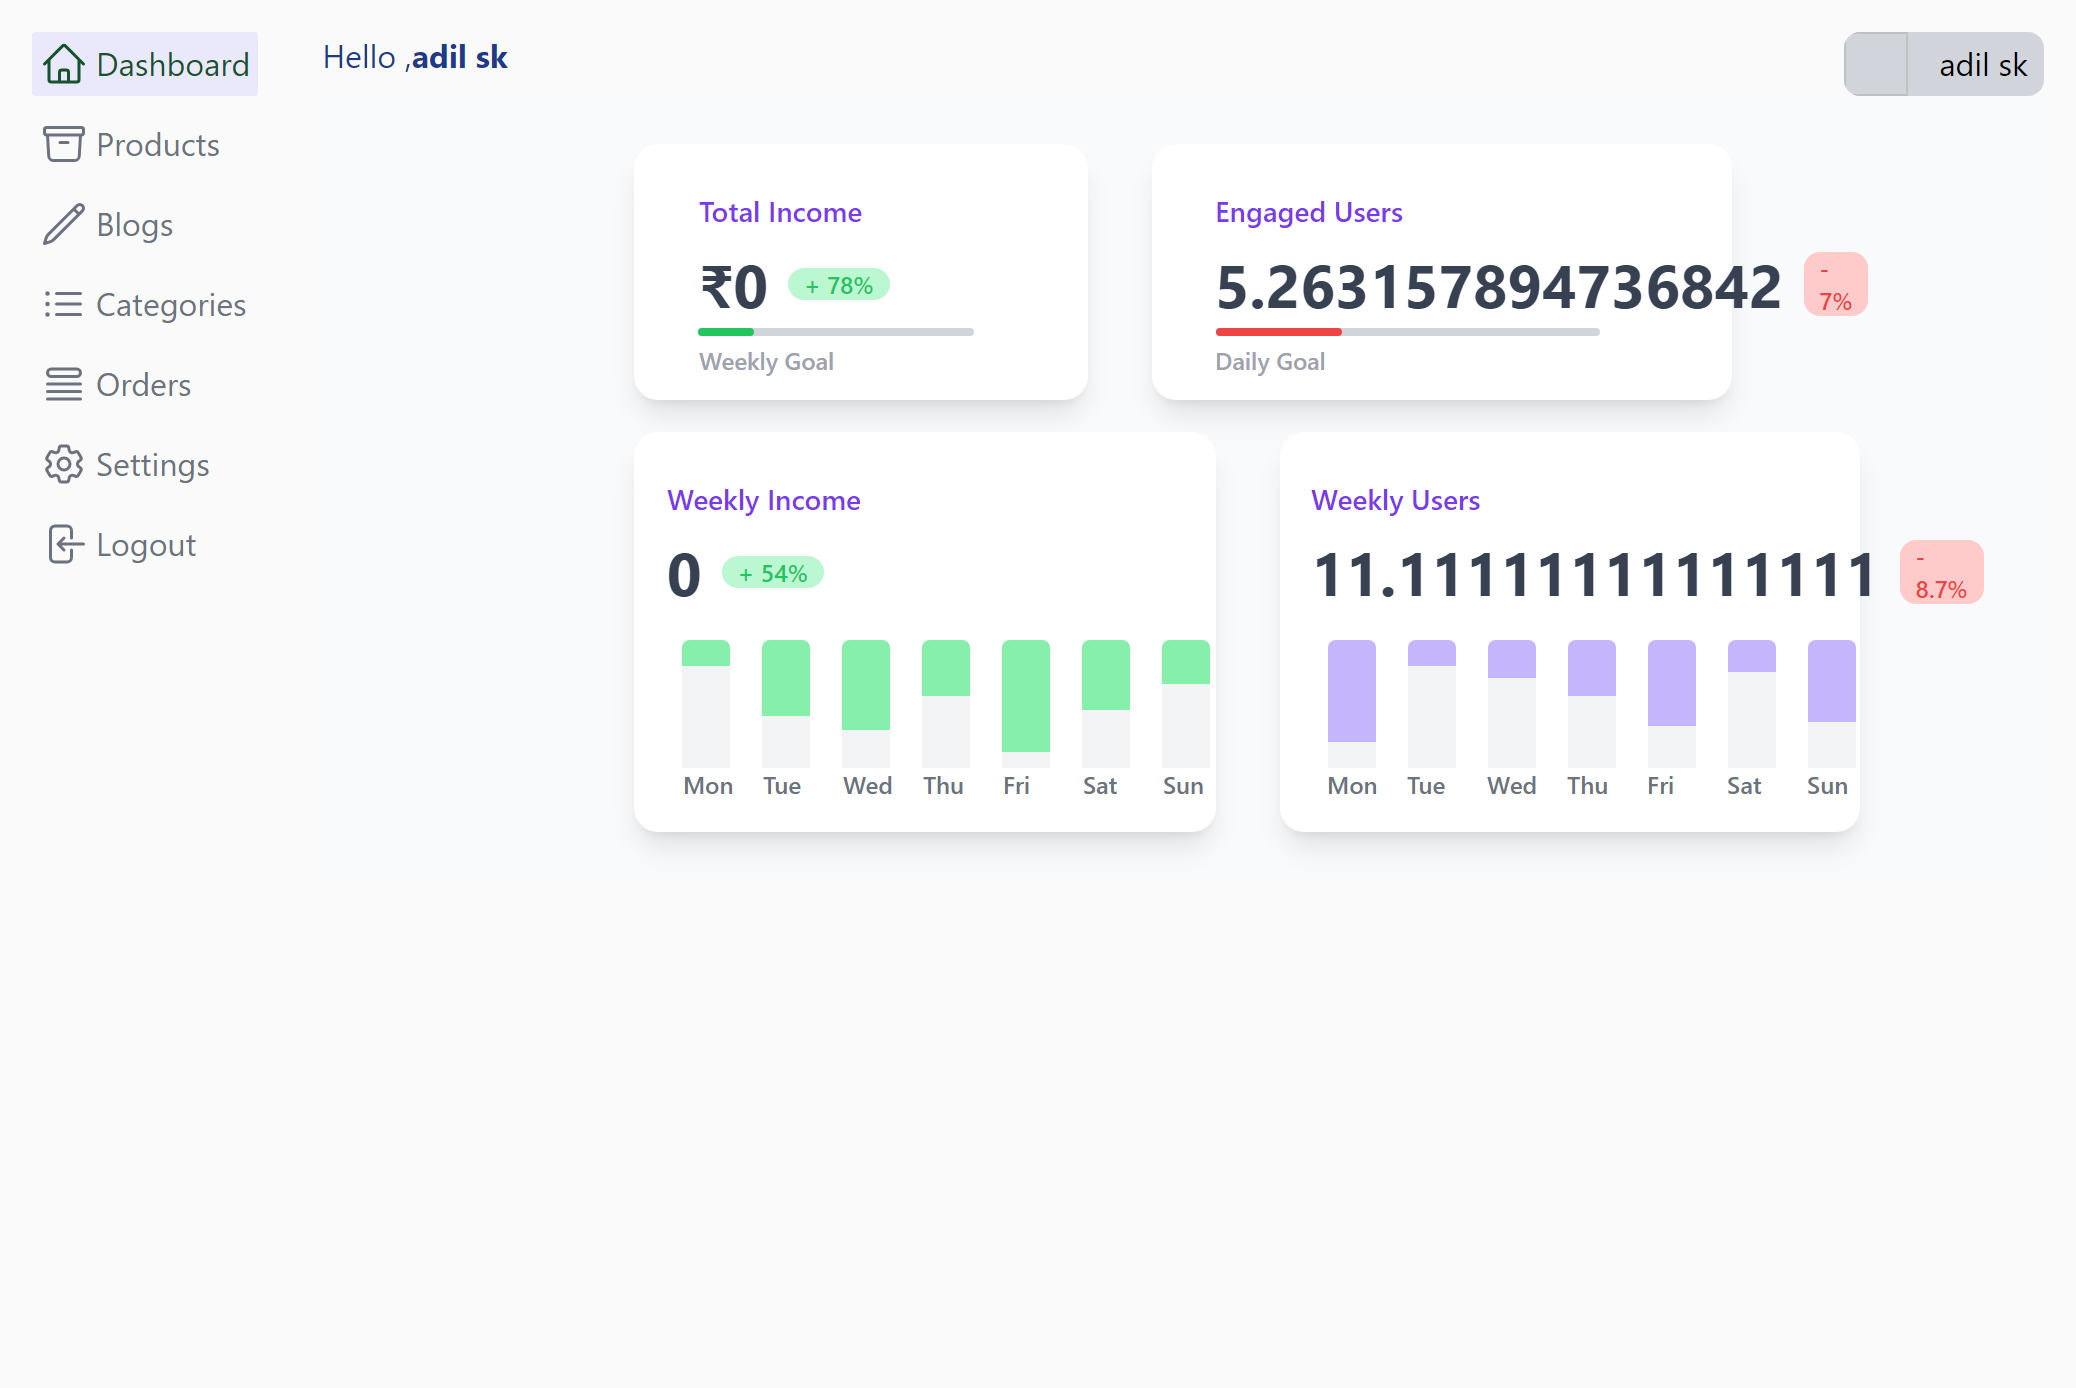 Dashboard
Products
Blogs
Categories
Orders
Settings
Logout
Hello ,adil sk
adil sk
Total Income
₹0 + 78%
Weekly Goal
Engaged Users
5.263157894736842
-
7%
Daily Goal
Weekly Income
0 + 54%
Mon Tue Wed Thu Fri Sat Sun
Weekly Users
11.11111111111111
-
8.7%
Mon Tue Wed Thu Fri Sat Sun